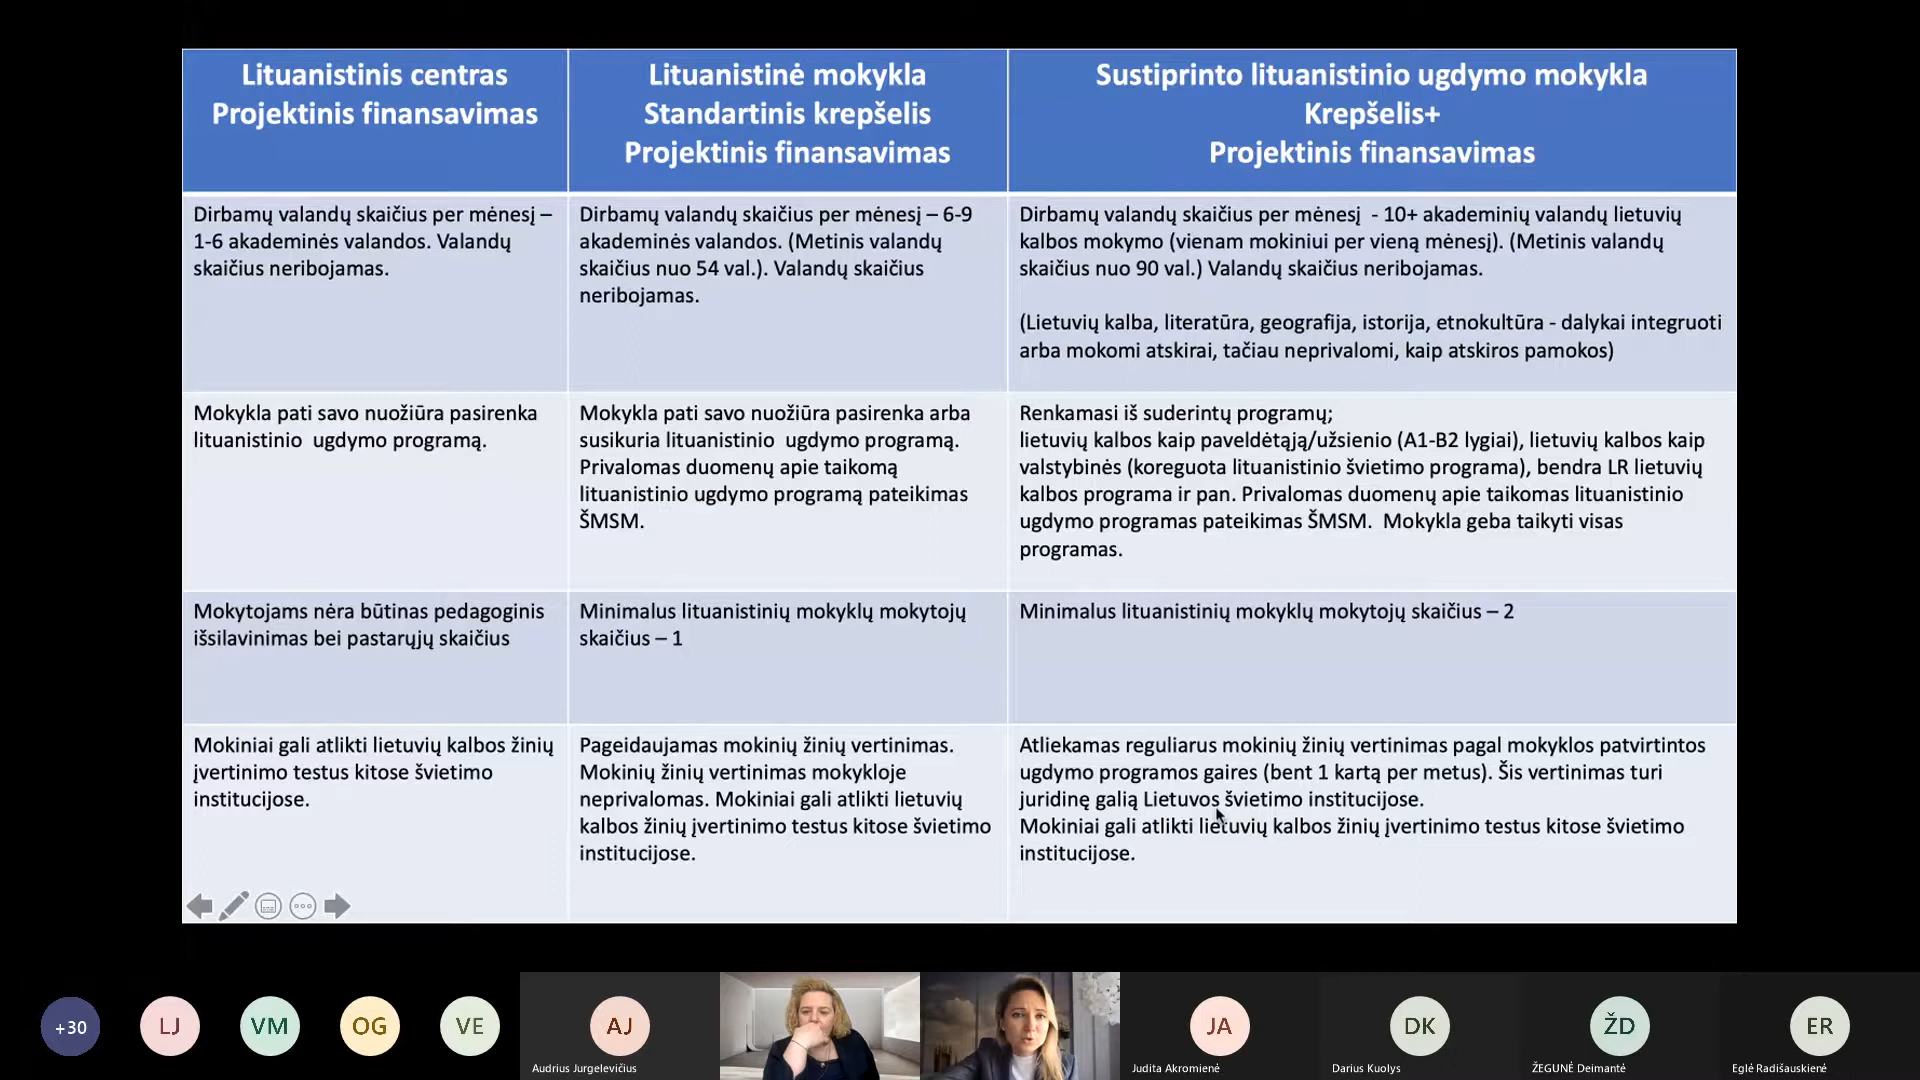 Lituanistinis centras
Projektinis finansavimas
Lituanistinė mokykla
Standartinis krepšelis
Projektinis finansavimas
Sustiprinto lituanistinio ugdymo mokykla
Krepšelis+
Projektinis finansavimas
Dirbamų valandų skaičius per mėnesį –
1-6 akademinės valandos. Valandų
skaičius neribojamas.
Dirbamų valandų skaičius per mėnesį – 6-9
akademinės valandos. (Metinis valandų
skaičius nuo 54 val.). Valandų skaičius
neribojamas.
Dirbamų valandų skaičius per mėnesį - 10+ akademinių valandų lietuvių
kalbos mokymo (vienam mokiniui per vieną mėnesį). (Metinis valandų
skaičius nuo 90 val.) Valandų skaičius neribojamas.
(Lietuvių kalba, literatūra, geografija, istorija, etnokultūra - dalykai integruoti
arba mokomi atskirai, tačiau neprivalomi, kaip atskiros pamokos)
Mokykla pati savo nuožiūra pasirenka
lituanistinio ugdymo programą.
Mokykla pati savo nuožiūra pasirenka arba
susikuria lituanistinio ugdymo programą.
Privalomas duomenų apie taikomą
lituanistinio ugdymo programą pateikimas
ŠMSM.
Renkamasi iš suderintų programų;
lietuvių kalbos kaip paveldėtąją/užsienio (A1-B2 lygiai), lietuvių kalbos kaip
valstybinės (koreguota lituanistinio švietimo programa), bendra LR lietuvių
kalbos programa ir pan. Privalomas duomenų apie taikomas lituanistinio
ugdymo programas pateikimas ŠMSM. Mokykla geba taikyti visas
programas.
Mokytojams nėra būtinas pedagoginis
išsilavinimas bei pastarųjų skaičius
Minimalus lituanistinių mokyklų mokytojų
skaičius – 1
Minimalus lituanistinių mokyklų mokytojų skaičius – 2
Mokiniai gali atlikti lietuvių kalbos žinių
įvertinimo testus kitose švietimo
institucijose.
Pageidaujamas mokinių žinių vertinimas.
Mokinių žinių vertinimas mokykloje
neprivalomas. Mokiniai gali atlikti lietuvių
kalbos žinių įvertinimo testus kitose švietimo
institucijose.
Atliekamas reguliarus mokinių žinių vertinimas pagal mokyklos patvirtintos
ugdymo programos gaires (bent 1 kartą per metus). Šis vertinimas turi
juridinę galią Lietuvos švietimo institucijose.
Mokiniai gali atlikti lietuvių kalbos žinių įvertinimo testus kitose švietimo
institucijose.
+30
LJ
VM
OG
VE
AJ
JA
DK
ŽD
ER
Audrius Jurgelevičius
Judita Akromienė
Darius Kuolys
ŽEGUNĖ Deimantė
Eglė Radišauskienė